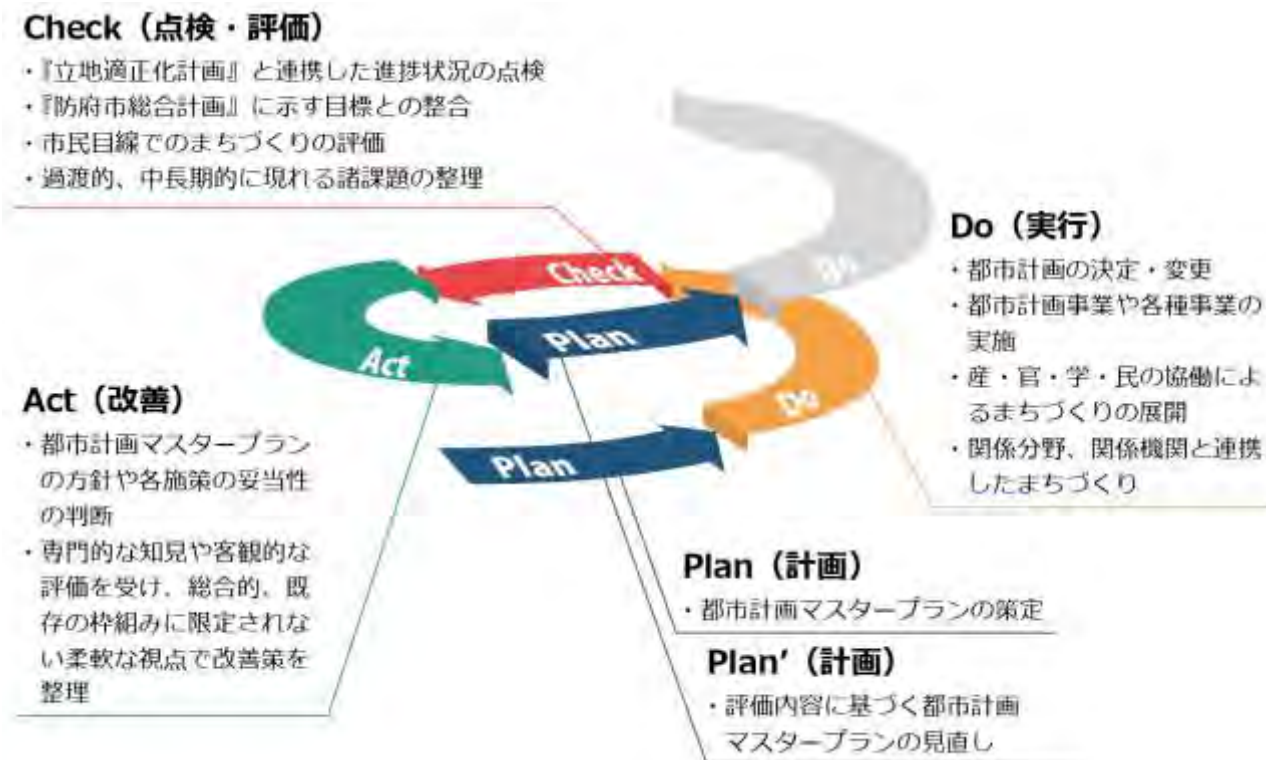 Check（点検・評価）
・『立地適正化計画』と連携した進捗状況の点検
・『防府市総合計画』に示す目標との整合
・市民目線でのまちづくりの評価
・過渡的、中長期的に現れる諸課題の整理
Do（実行）
・都市計画の決定・変更
・都市計画事業や各種事業の
実施
・産・官・学・民の協働によ
るまちづくりの展開
・関係分野、関係機関と連携
したまちづくり
Do
Check
Plan
Act
Do
Plan
Act（改善）
・都市計画マスタープラン
の方針や各施策の妥当性
の判断
・専門的な知見や客観的な
評価を受け、総合的、既
存の枠組みに限定されな
い柔軟な視点で改善策を
整理
Plan（計画）
・都市計画マスタープランの策定
Plan’（計画）
・評価内容に基づく都市計画
マスタープランの見直し